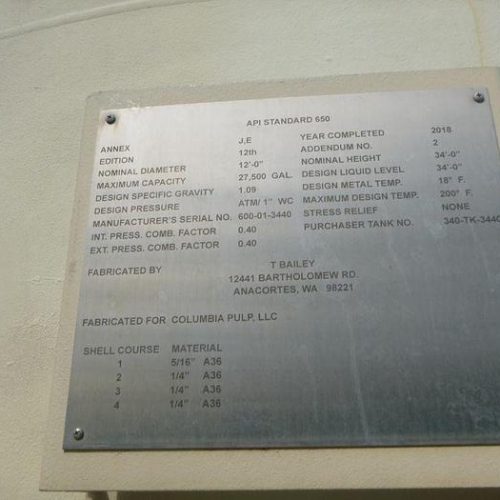 API STANDARD 650
ANNEX J,E YEAR COMPLETED 2018
EDITION 12th ADDENDUM NO. 2
NOMINAL DIAMETER 12'-0" NOMINAL HEIGHT 34'-0"
MAXIMUM CAPACITY 27,500 GAL. DESIGN LIQUID LEVEL 34'-0"
DESIGN SPECIFIC GRAVITY 1.09 DESIGN METAL TEMP. 18° F.
DESIGN PRESSURE ATM/ 1" WC MAXIMUM DESIGN TEMP. 200° F.
MANUFACTURER'S SERIAL NO. 600-01-3440 STRESS RELIEF NONE
INT. PRESS. COMB. FACTOR 0.40 PURCHASER TANK NO. 340-TK-3440
EXT. PRESS. COMB. FACTOR 0.40
FABRICATED BY T BAILEY
12441 BARTHOLOMEW RD.
ANACORTES, WA 98221
FABRICATED FOR COLUMBIA PULP, LLC
SHELL COURSE MATERIAL
1 5/16" A36
2 1/4" A36
3 1/4" A36
4 1/4" A36